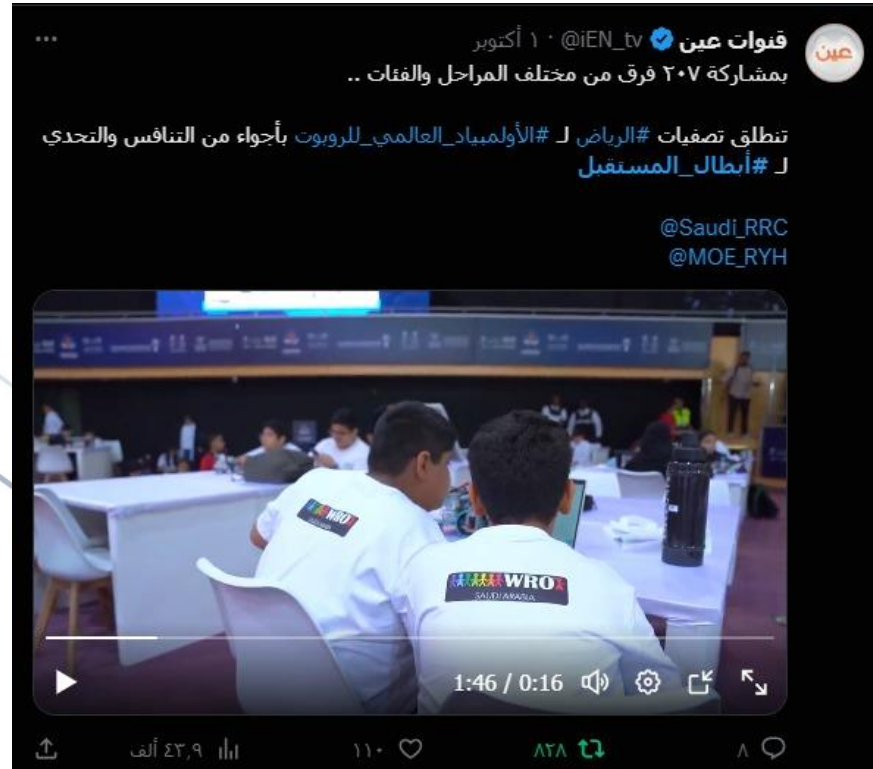 قنوات عين @iEN_tv · ١ أكتوبر
عين
بمشاركة ٢٠٧ فرق من مختلف المراحل والفئات ..
تنطلق تصفيات #الرياض لـ #الأولمبياد_العالمي_للروبوت بأجواء من التنافس والتحدي
لـ #أبطال_المستقبل
@Saudi_RRC
@MOE_RYH
WRO
WRO
SAUDI ARABIA
1:46 / 0:16
٨
٨٢٨
١١٠
٤٣,٩ ألف